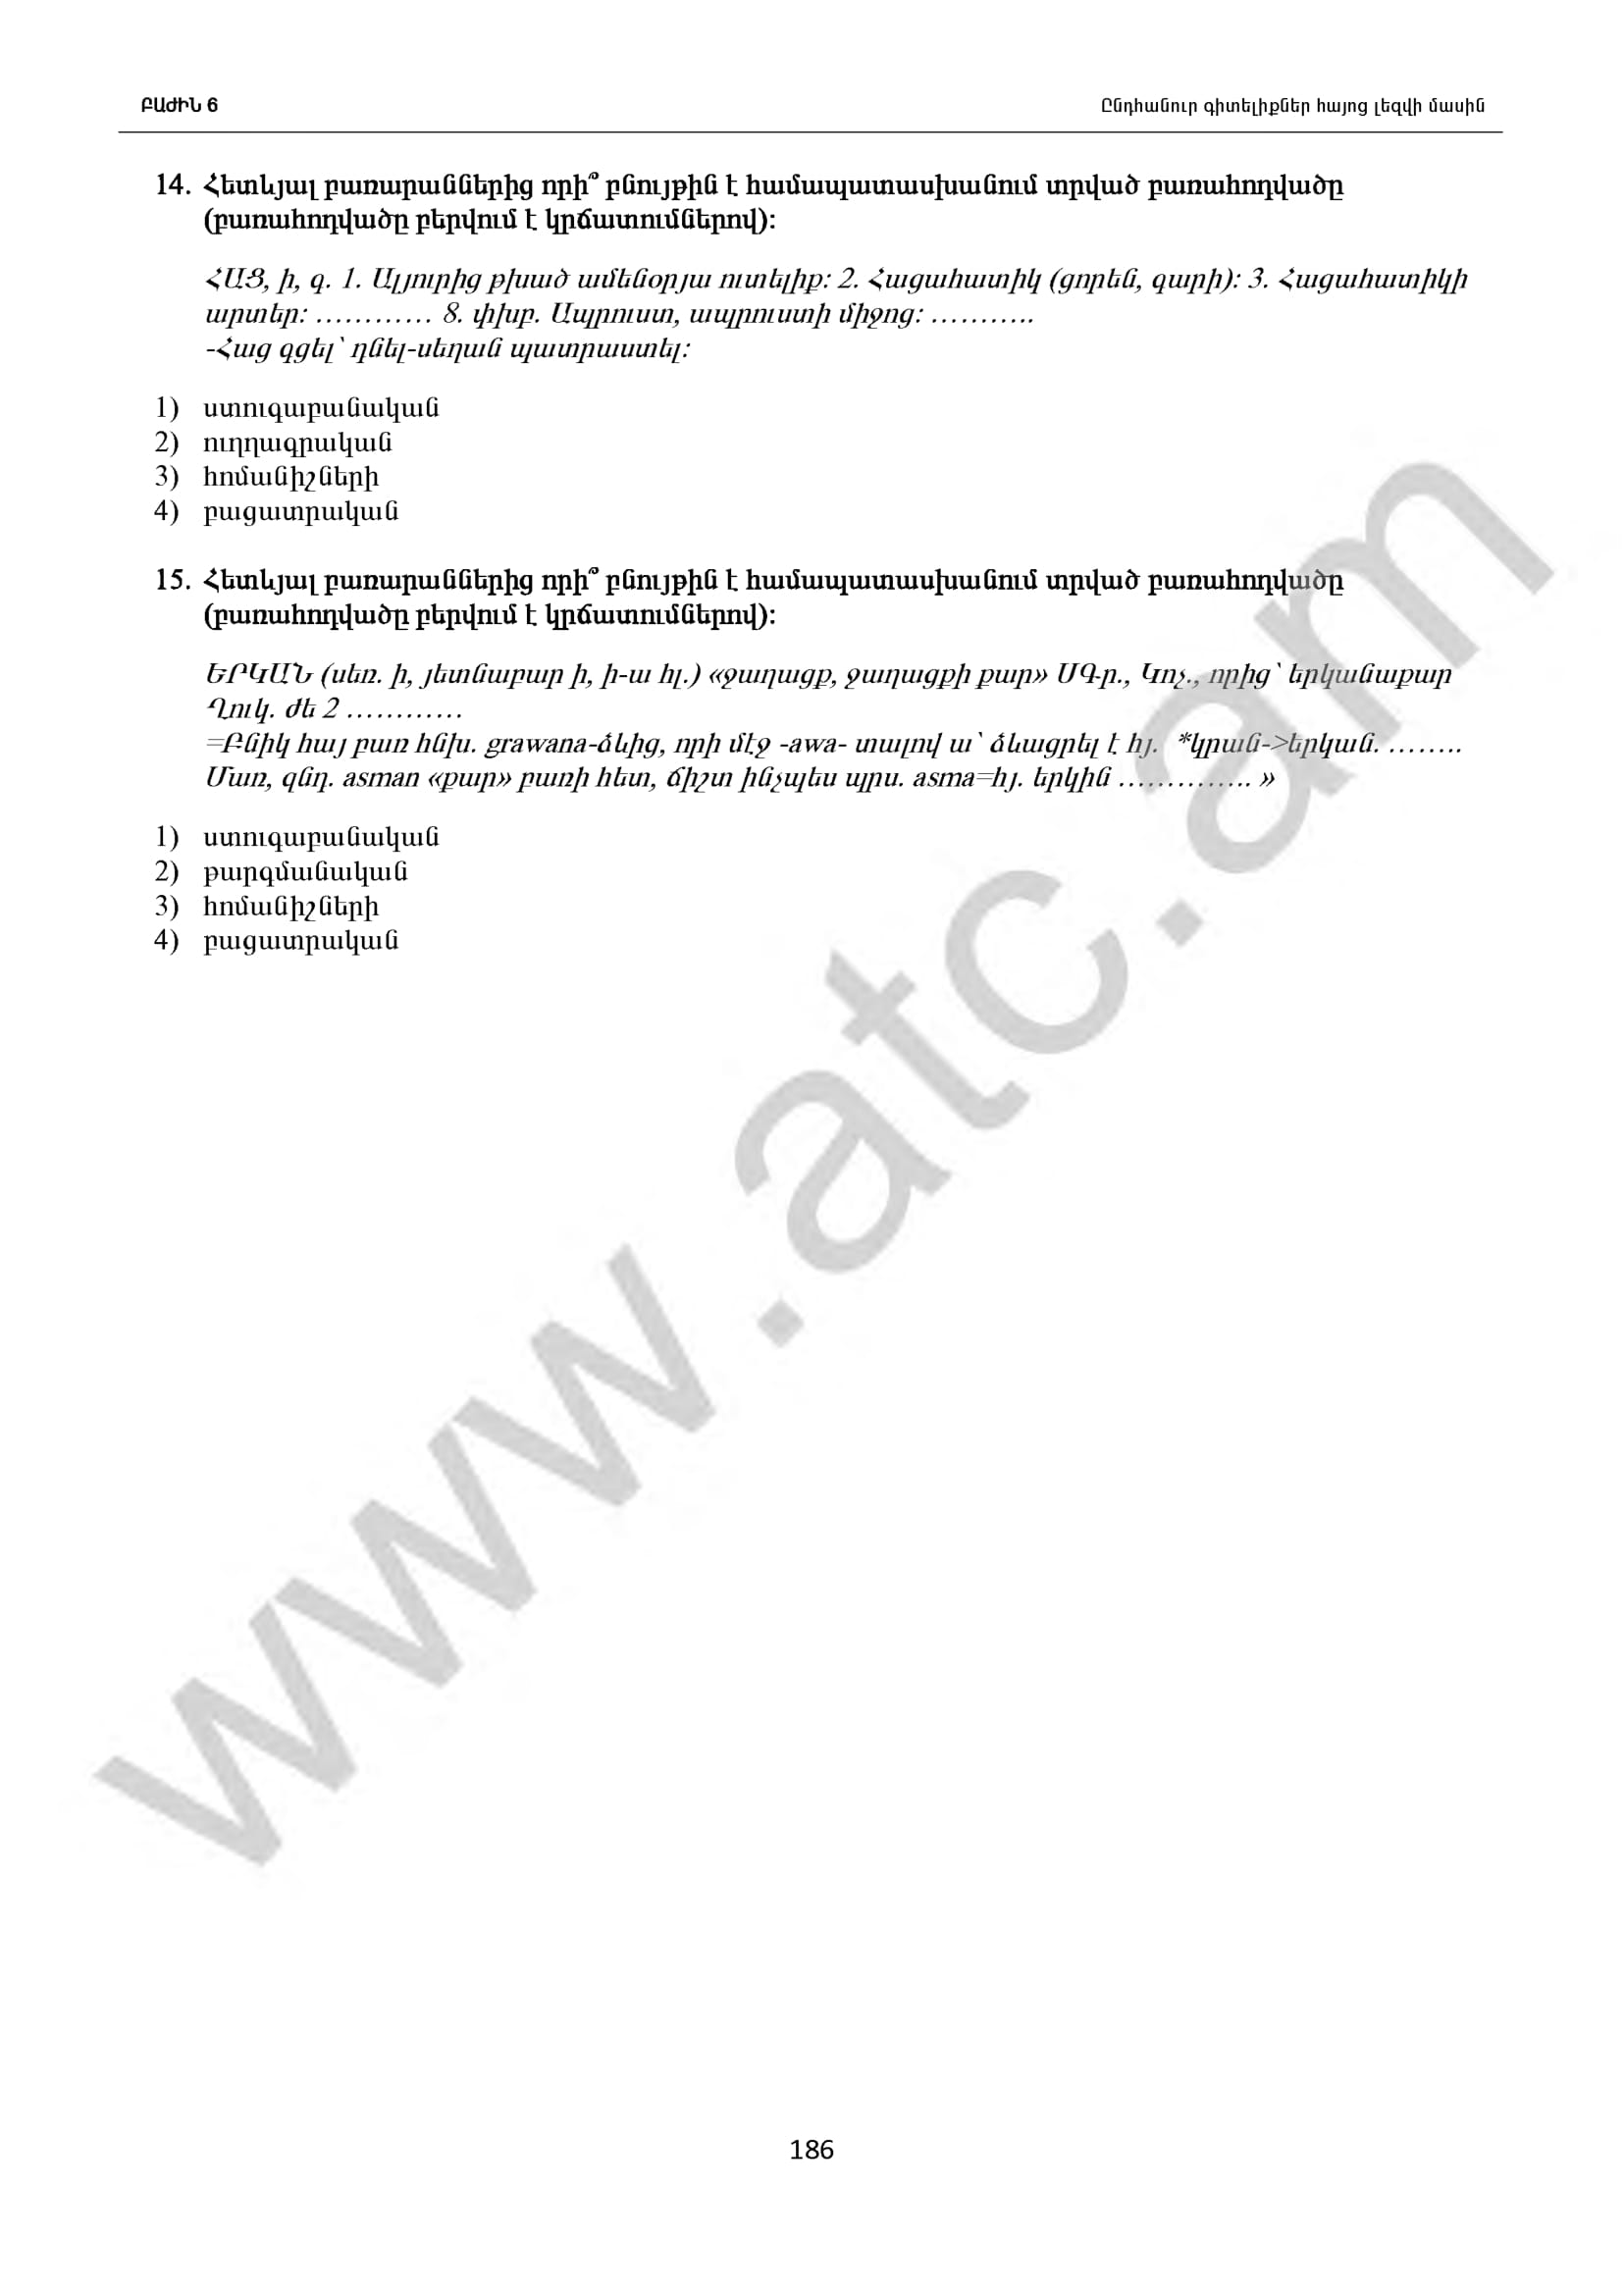 ԲԱԺԻՆ 6
Ընդհանուր գիտելիքներ հայոց լեզվի մասին
14. Հետևյալ բառարաններից որի՞ բնույթին է համապատասխանում տրված բառահոդվածը
(բառահոդվածը բերվում է կրճատումներով):
ՀԱՑ, ի, գ. 1. Ալյուրից թխած ամենօրյա ուտելիք: 2. Հացահատիկ (ցորեն, գարի): 3. Հացահատիկի
արտեր: ………… 8. փխբ. Ապրուստ, ապրուստի միջոց: ………..
-Հաց գցել՝ դնել-սեղան պատրաստել:
1) ստուգաբանական
2) ուղղագրական
3) հոմանիշների
4) բացատրական
15. Հետևյալ բառարաններից որի՞ բնույթին է համապատասխանում տրված բառահոդվածը
(բառահոդվածը բերվում է կրճատումներով):
ԵՐԿԱՆ (սեռ. ի, յետնաբար ի, ի-ա հլ.) «ջաղացք, ջաղացքի քար» ՍԳ-ր., Կոչ., որից՝ երկանաքար
Ղուկ. ժե 2 …………
=Բնիկ հայ բառ հնխ. grawana-ձևից, որի մէջ -awa- տալով ա՝ ձևացրել է հյ. *կրան->երկան. ……..
Մառ, զնդ. asman «քար» բառի հետ, ճիշտ ինչպես պրս. asma=հյ. երկին ………….. »
1) ստուգաբանական
2) թարգմանական
3) հոմանիշների
4) բացատրական
www.atc.am
186